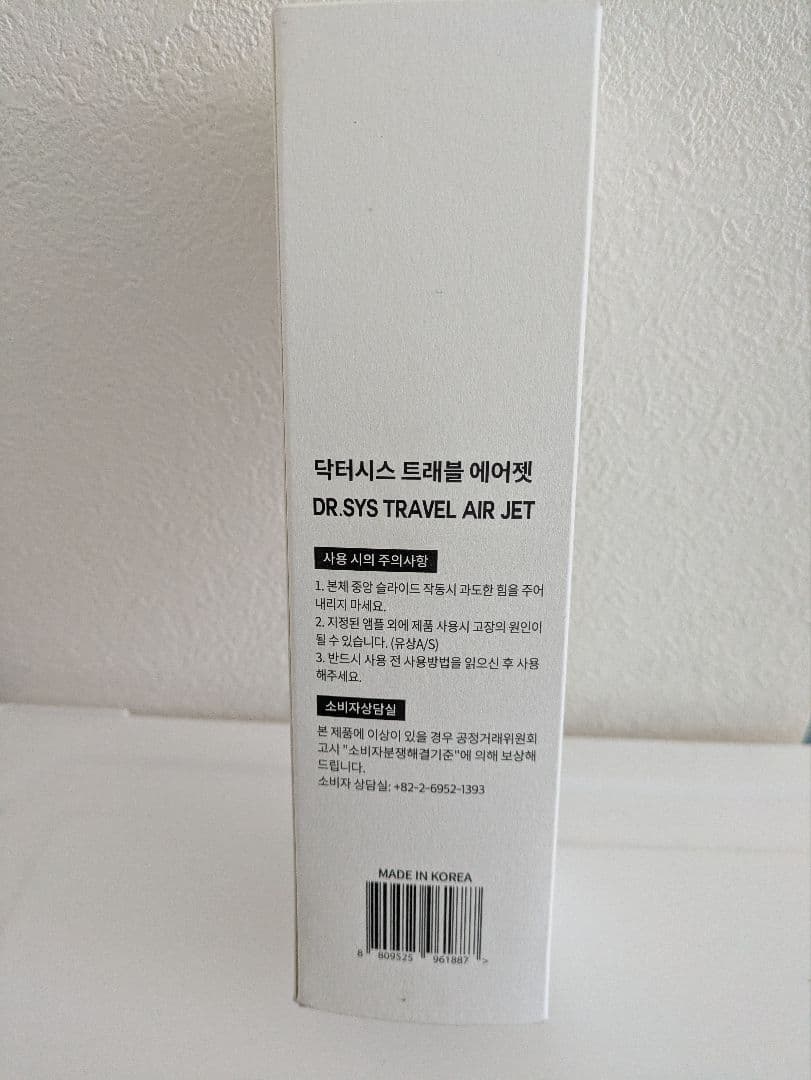 닥터시스 트래블 에어젯
DR.SYS TRAVEL AIR JET
사용 시의 주의사항
1. 본체 중앙 슬라이드 작동시 과도한 힘을 주어
내리지 마세요.
2. 지정된 앰플 외에 제품 사용시 고장의 원인이
될 수 있습니다. (유상A/S)
3. 반드시 사용 전 사용방법을 읽으신 후 사용
해주세요.
소비자상담실
본 제품에 이상이 있을 경우 공정거래위원회
고시 "소비자분쟁해결기준"에 의해 보상해
드립니다.
소비자 상담실: +82-2-6952-1393
MADE IN KOREA
8 809525 961887 >